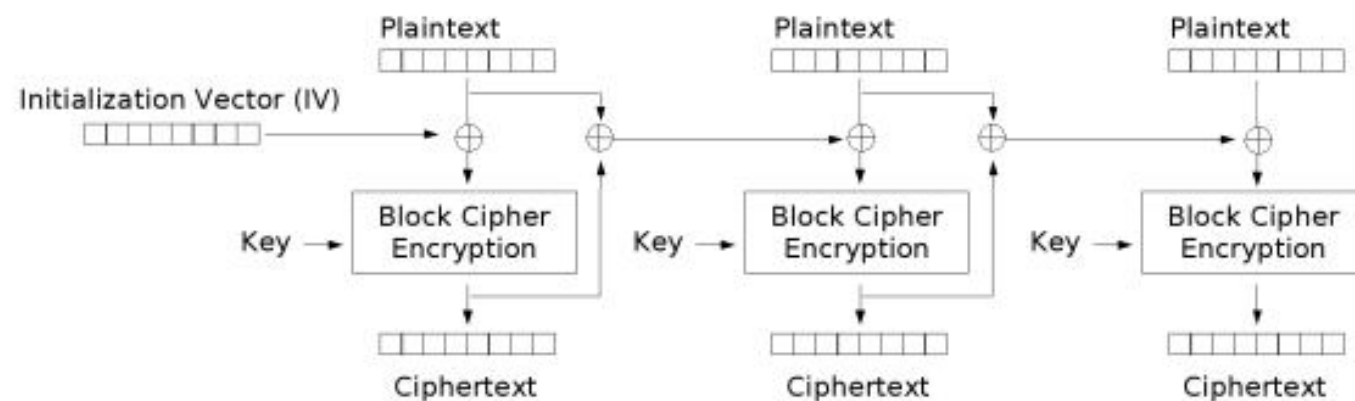 Plaintext
Plaintext
Plaintext
Initialization Vector (IV)
Key
Block Cipher
Encryption
Key
Block Cipher
Encryption
Key
Block Cipher
Encryption
Ciphertext
Ciphertext
Ciphertext